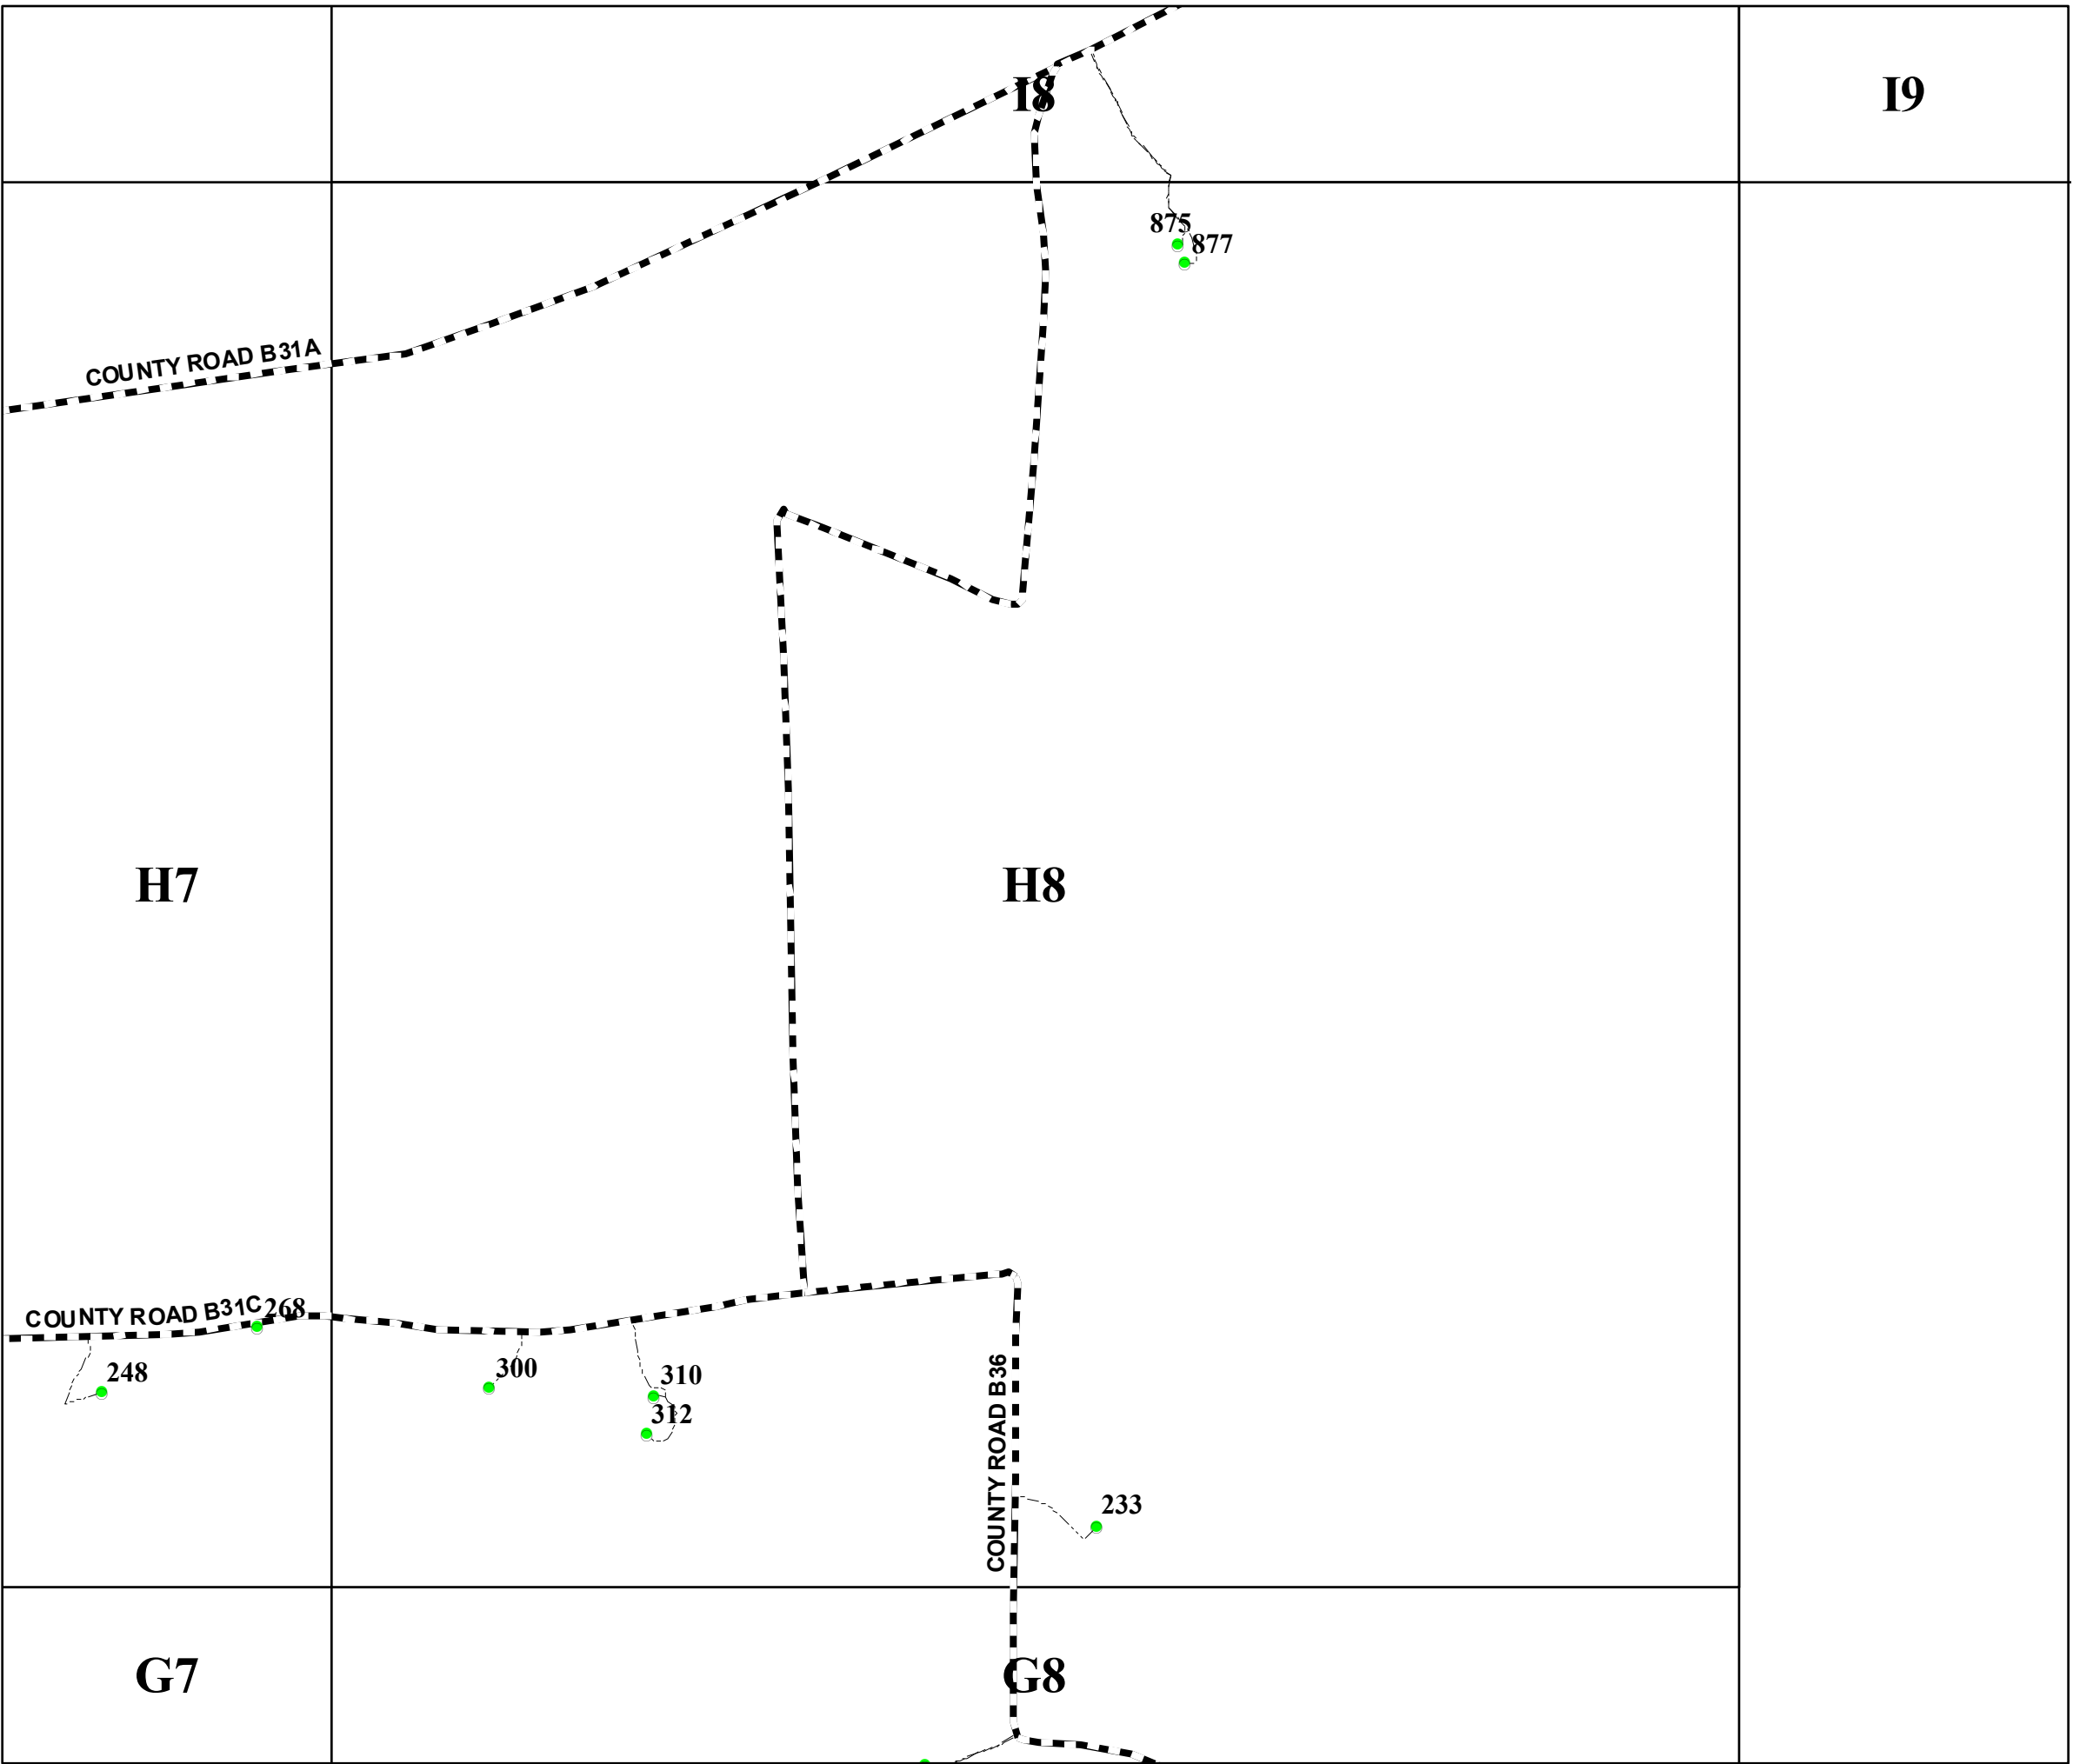 I8
I9
875
877
COUNTY ROAD B31A
H7
H8
COUNTY ROAD B31C
268
248
300
310
312
COUNTY ROAD B36
233
G7
G8